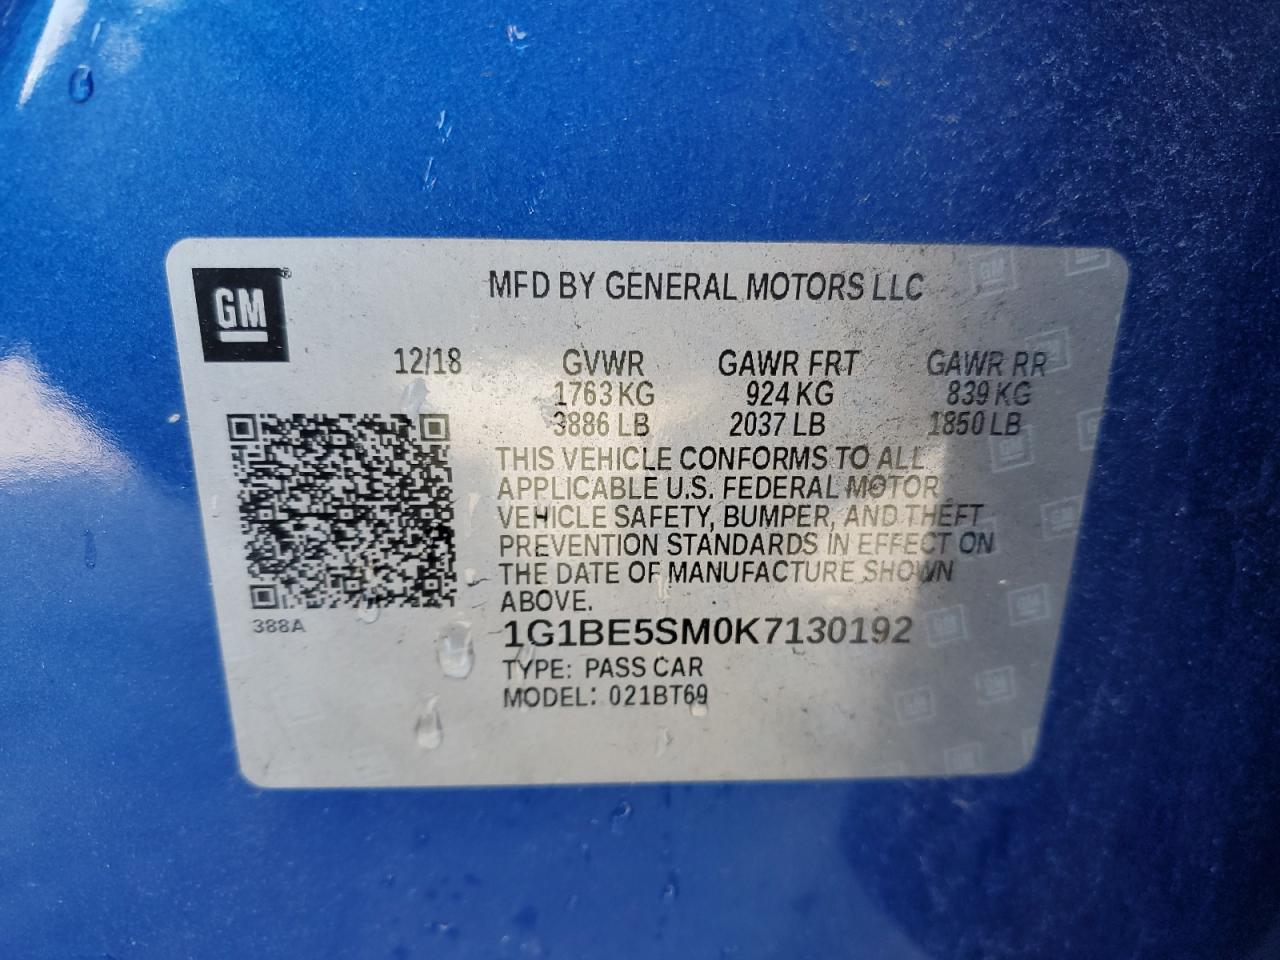 GM®
MFD BY GENERAL MOTORS LLC
12/18 GVWR GAWR FRT GAWR RR
1763 KG 924 KG 839 KG
3886 LB 2037 LB 1850 LB
THIS VEHICLE CONFORMS TO ALL
APPLICABLE U.S. FEDERAL MOTOR
VEHICLE SAFETY, BUMPER, AND THEFT
PREVENTION STANDARDS IN EFFECT ON
THE DATE OF MANUFACTURE SHOWN
ABOVE.
388A
1G1BE5SM0K7130192
TYPE: PASS CAR
MODEL: 021BT69